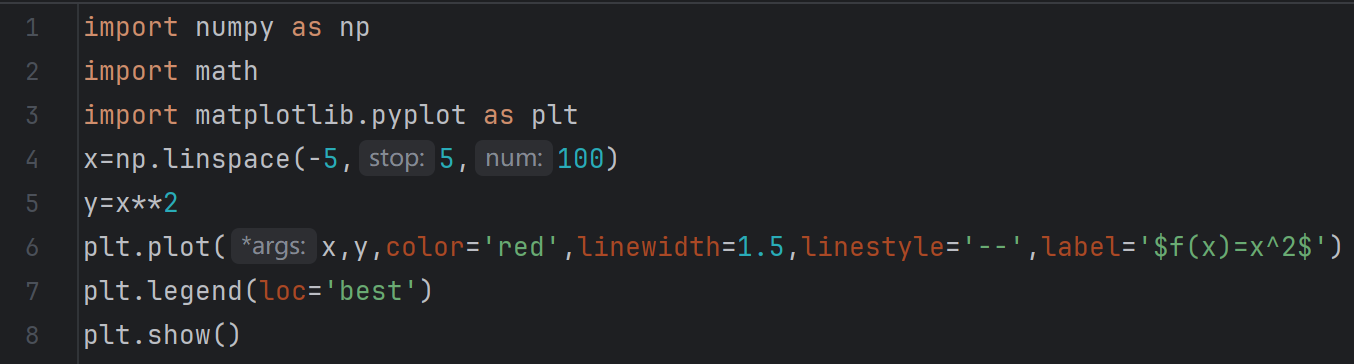 1 import numpy as np
2 import math
3 import matplotlib.pyplot as plt
4 x=np.linspace(-5, stop: 5, num: 100)
5 y=x**2
6 plt.plot( *args: x,y,color='red',linewidth=1.5,linestyle='--',label='$f(x)=x^2$')
7 plt.legend(loc='best')
8 plt.show()